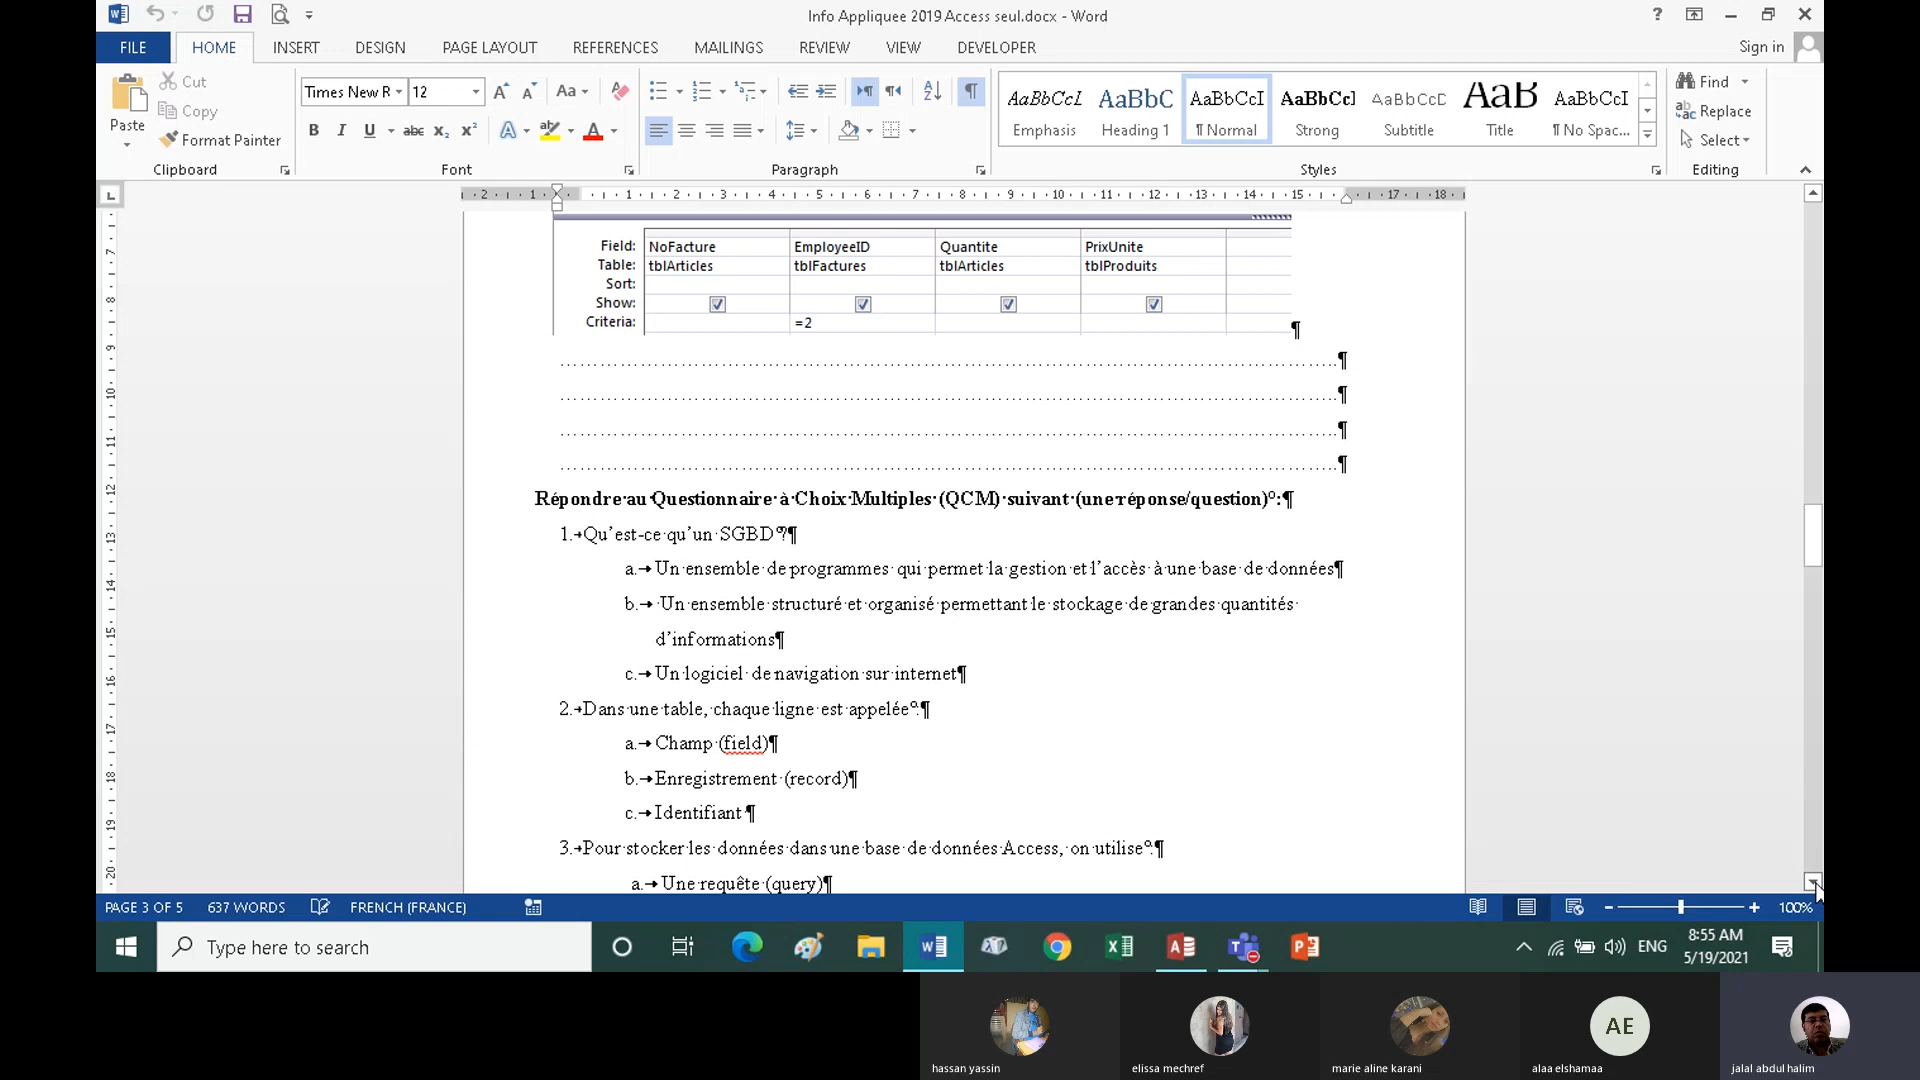 Info Appliquee 2019 Access seul.docx - Word
?
FILE HOME INSERT DESIGN PAGE LAYOUT REFERENCES MAILINGS REVIEW VIEW DEVELOPER Sign in
Paste
Cut
Copy
Format Painter
Clipboard
Times New R 12
Font
Paragraph
AaBbCcI AaBbC AaBbCcI AaBbCcI AaBbCcD AaB AaBbCcI
Emphasis Heading 1 ¶ Normal Strong Subtitle Title ¶ No Spac...
Styles
Find
Replace
Select
Editing
Field: NoFacture EmployeeID Quantite PrixUnite
Table: tblArticles tblFactures tblArticles tblProduits
Sort:
Show:
Criteria: =2
Répondre au Questionnaire à Choix Multiples (QCM) suivant (une réponse/question) :
1. Qu’est-ce qu’un SGBD ?
a. Un ensemble de programmes qui permet la gestion et l’accès à une base de données
b. Un ensemble structuré et organisé permettant le stockage de grandes quantités
d’informations
c. Un logiciel de navigation sur internet
2. Dans une table, chaque ligne est appelée :
a. Champ (field)
b. Enregistrement (record)
c. Identifiant
3. Pour stocker les données dans une base de données Access, on utilise :
a. Une requête (query)
PAGE 3 OF 5 637 WORDS FRENCH (FRANCE) 100%
Type here to search
ENG
8:55 AM
5/19/2021
AE
hassan yassin elissa mechref marie aline karani alaa elshamaa jalal abdul halim